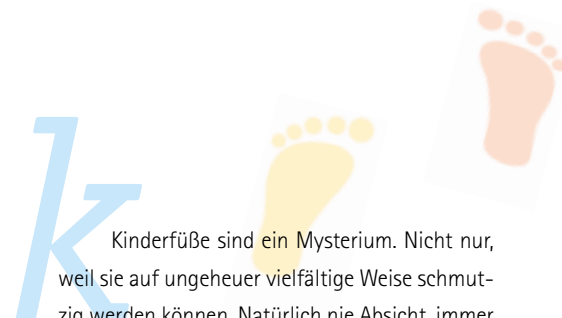 k
Kinderfüße sind ein Mysterium. Nicht nur,
weil sie auf ungeheuer vielfältige Weise schmut-
zig werden können. Natürlich nie Absicht, immer